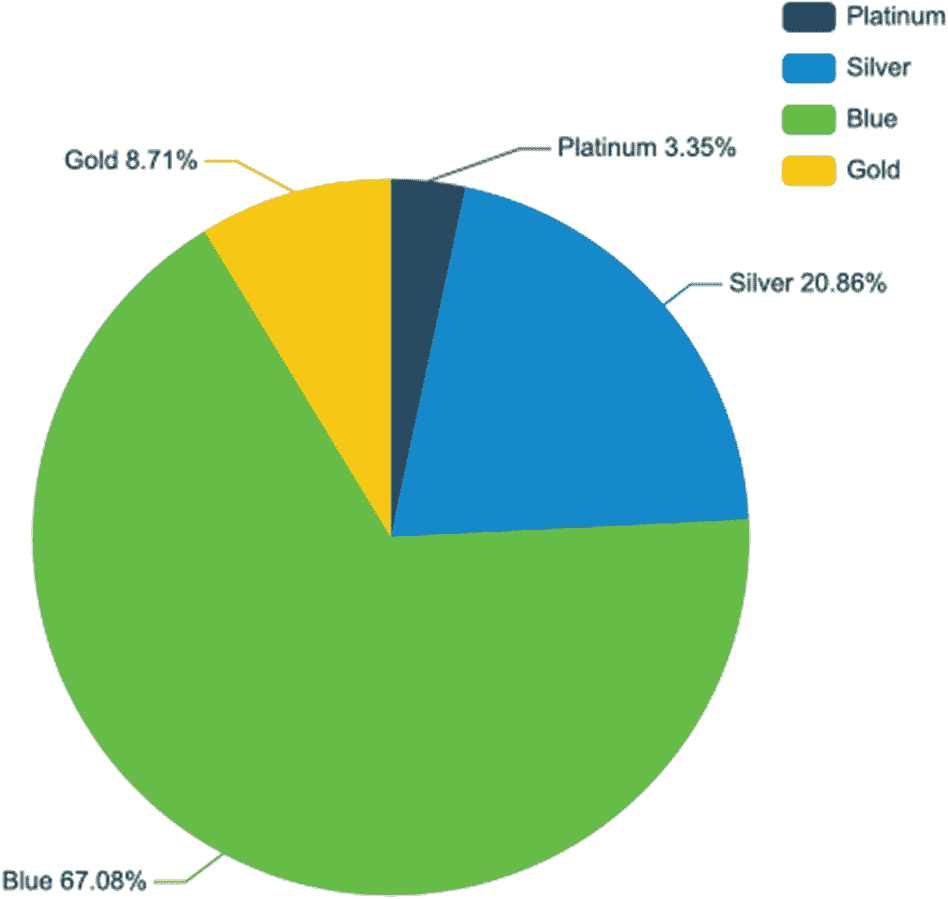 Platinum
Silver
Blue
Gold
Gold 8.71%
Platinum 3.35%
Silver 20.86%
Blue 67.08%